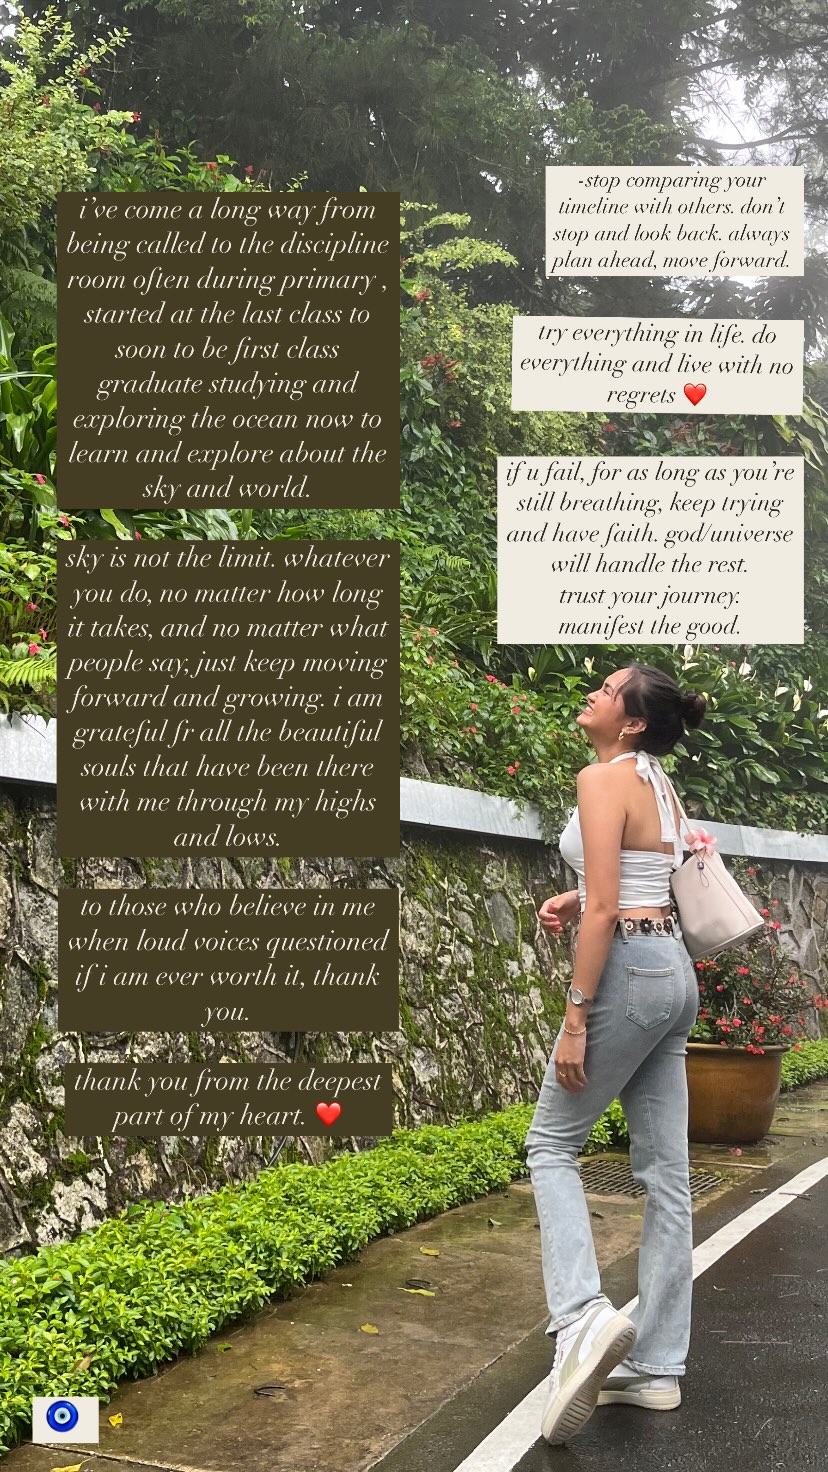 i've come a long way from
being called to the discipline
room often during primary ,
started at the last class to
soon to be first class
graduate studying and
exploring the ocean now to
learn and explore about the
sky and world.
sky is not the limit. whatever
you do, no matter how long
it takes, and no matter what
people say, just keep moving
forward and growing. i am
grateful fr all the beautiful
souls that have been there
with me through my highs
and lows.
to those who believe in me
when loud voices questioned
if i am ever worth it, thank
you.
thank you from the deepest
part of my heart. ❤️
-stop comparing your
timeline with others. don't
stop and look back. always
plan ahead, move forward.
try everything in life. do
everything and live with no
regrets ❤️
if u fail, for as long as you're
still breathing, keep trying
and have faith. god/universe
will handle the rest.
trust your journey.
manifest the good.
🧿